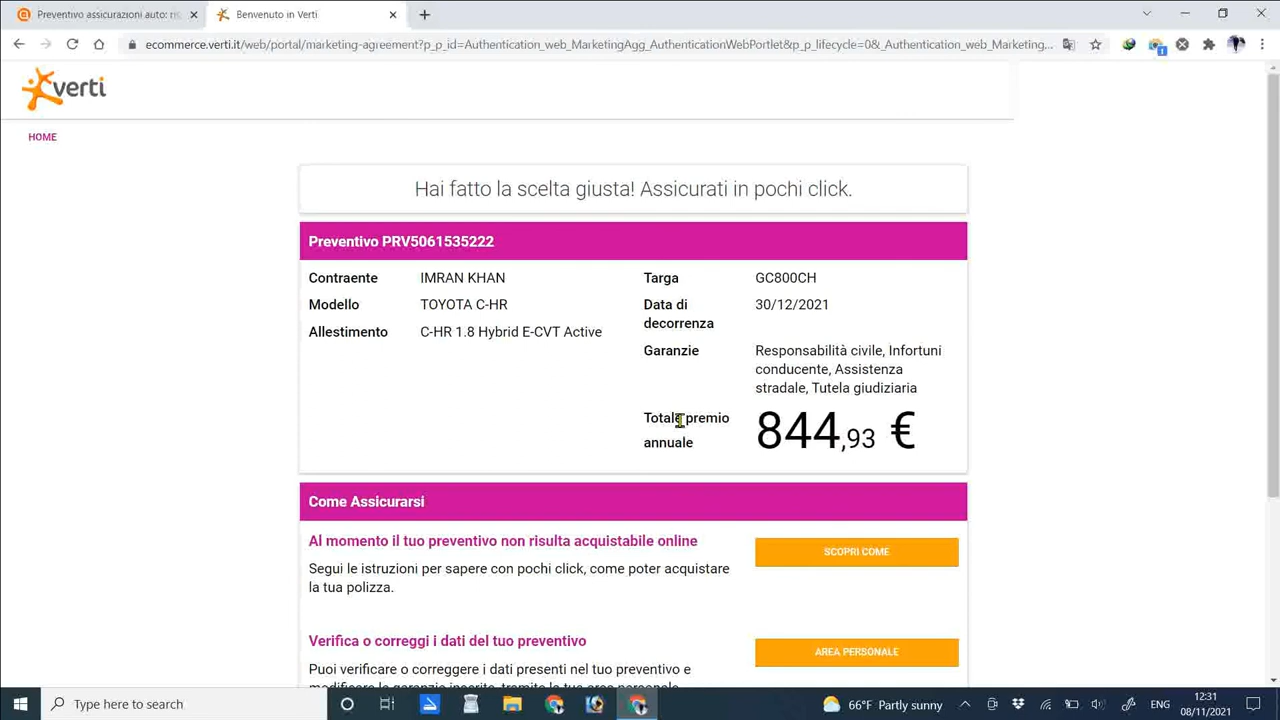 Preventivo assicurazioni auto: ris
Benvenuto in Verti
ecommerce.verti.it/web/portal/marketing-agreement?p_p_id=Authentication_web_MarketingAgg_AuthenticationWebPortlet&p_p_lifecycle=0&_Authentication_web_Marketing...
verti
HOME
Hai fatto la scelta giusta! Assicurati in pochi click.
Preventivo PRV5061535222
Contraente IMRAN KHAN
Targa GC800CH
Modello TOYOTA C-HR
Data di decorrenza 30/12/2021
Allestimento C-HR 1.8 Hybrid E-CVT Active
Garanzie Responsabilità civile, Infortuni
conducente, Assistenza
stradale, Tutela giudiziaria
Totale premio
annuale
844,93 €
Come Assicurarsi
Al momento il tuo preventivo non risulta acquistabile online
SCOPRI COME
Segui le istruzioni per sapere con pochi click, come poter acquistare
la tua polizza.
Verifica o correggi i dati del tuo preventivo
AREA PERSONALE
Puoi verificare o correggere i dati presenti nel tuo preventivo e
Type here to search
66°F Partly sunny
ENG
12:31
08/11/2021